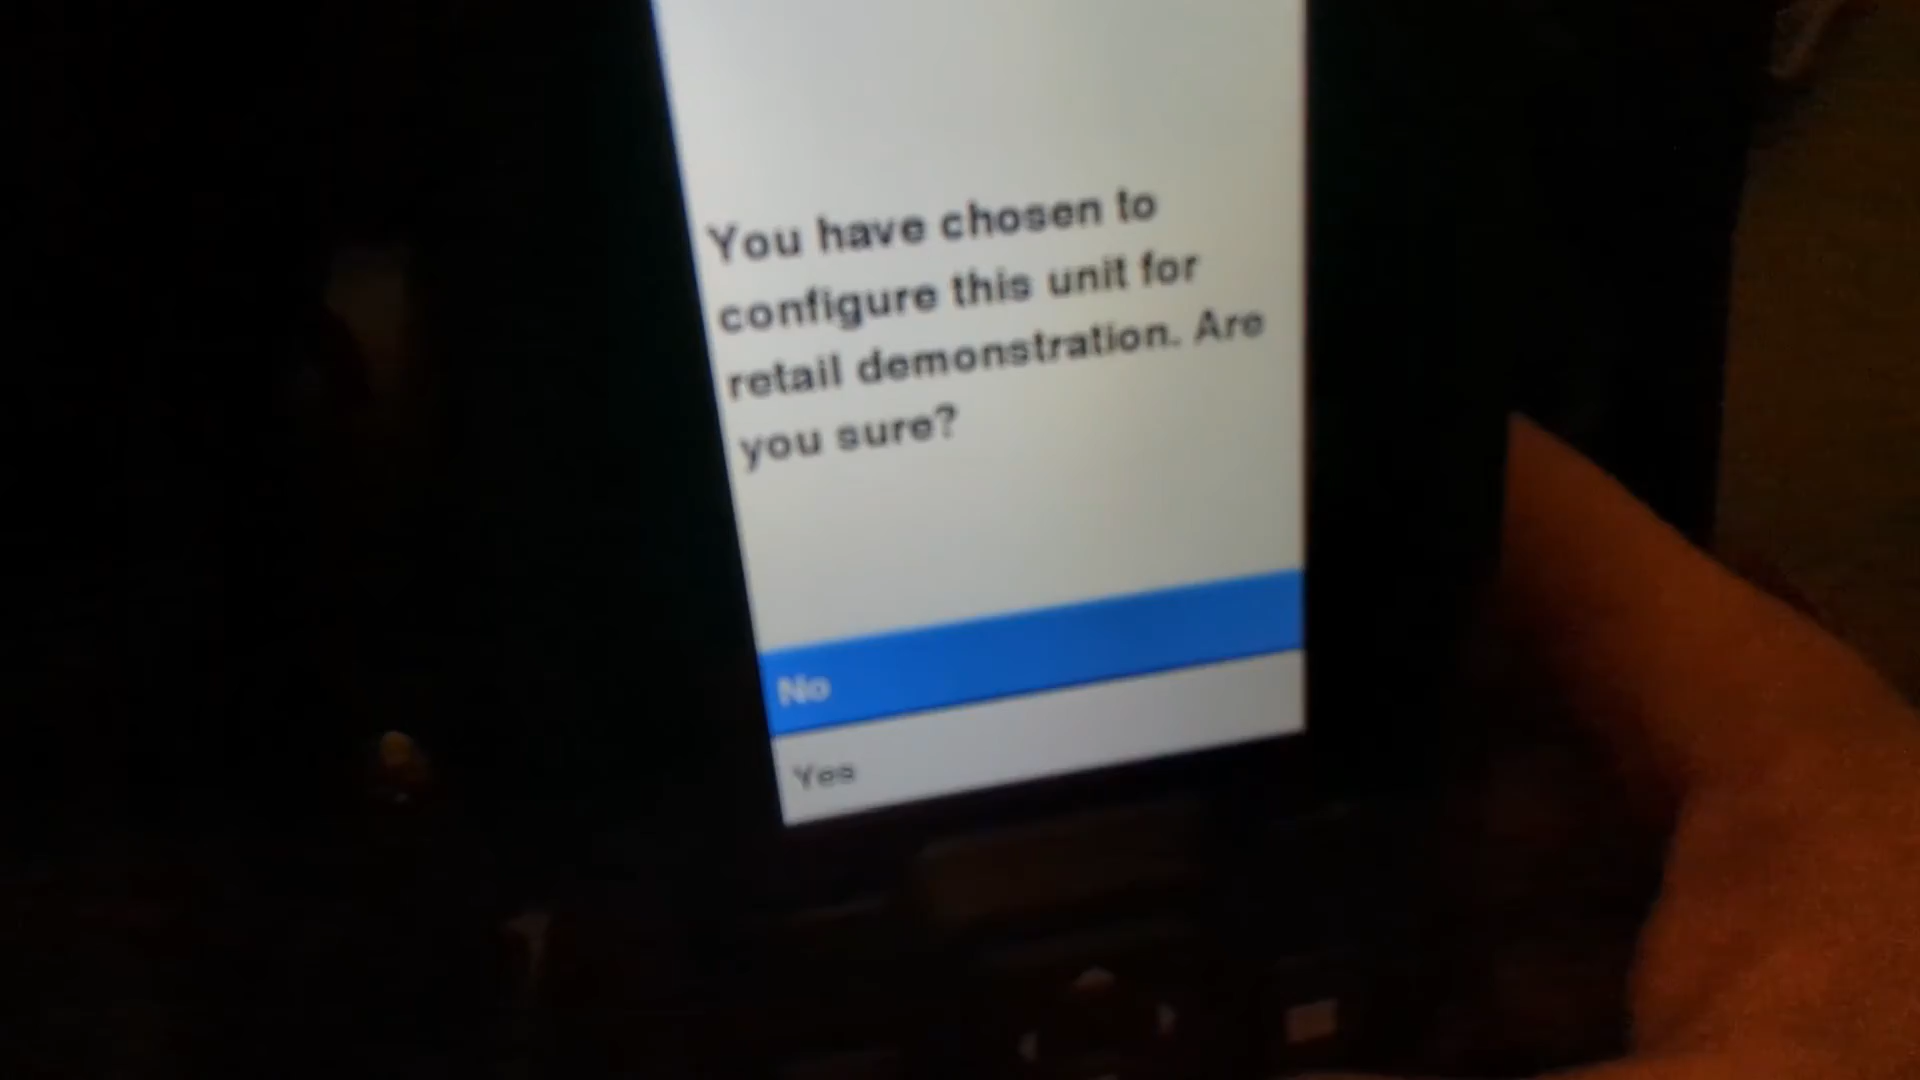 You have chosen to
configure this unit for
retail demonstration. Are
you sure?
No
Yes